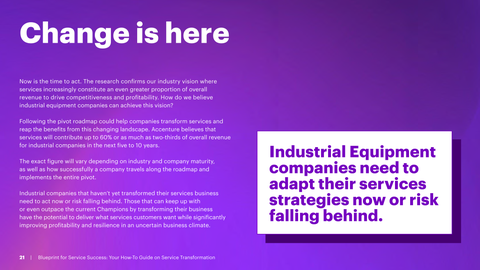 Change is here
Now is the time to act. The research confirms our industry vision where
services increasingly constitute an even greater proportion of overall
revenue to drive competitiveness and profitability. How do we believe
industrial equipment companies can achieve this vision?
Following the pivot roadmap could help companies transform services and
reap the benefits from this changing landscape. Accenture believes that
services will contribute up to 60% or as much as two-thirds of overall revenue
for industrial companies in the next five to 10 years.
The exact figure will vary depending on industry and company maturity,
as well as how successfully a company travels along the roadmap and
implements the entire pivot.
Industrial companies that haven't yet transformed their services business
need to act now or risk falling behind. Those that can keep up with
or even outpace the current Champions by transforming their business
have the potential to deliver what services customers want while significantly
improving profitability and resilience in an uncertain business climate.
Industrial Equipment
companies need to
adapt their services
strategies now or risk
falling behind.
21 | Blueprint for Service Success: Your How-To Guide on Service Transformation